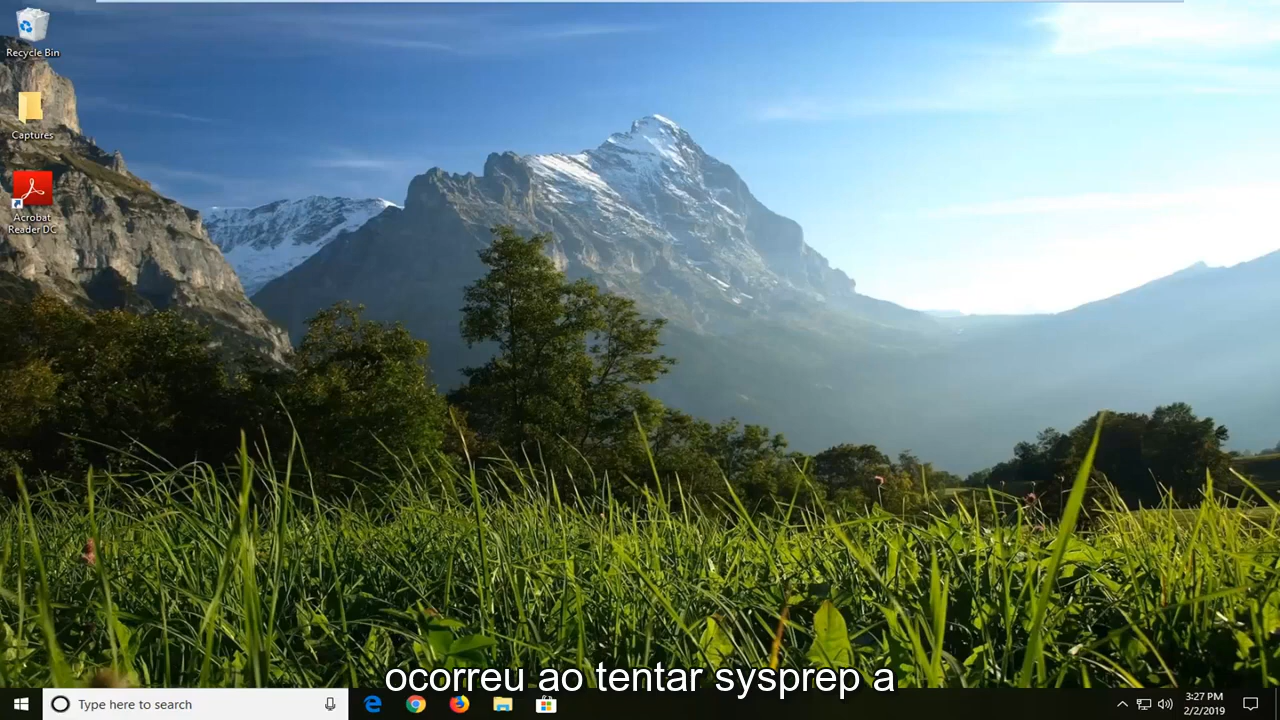 Recycle Bin
Captures
Acrobat
Reader DC
ocorreu ao tentar sysprep a
Type here to search
3:27 PM
2/2/2019